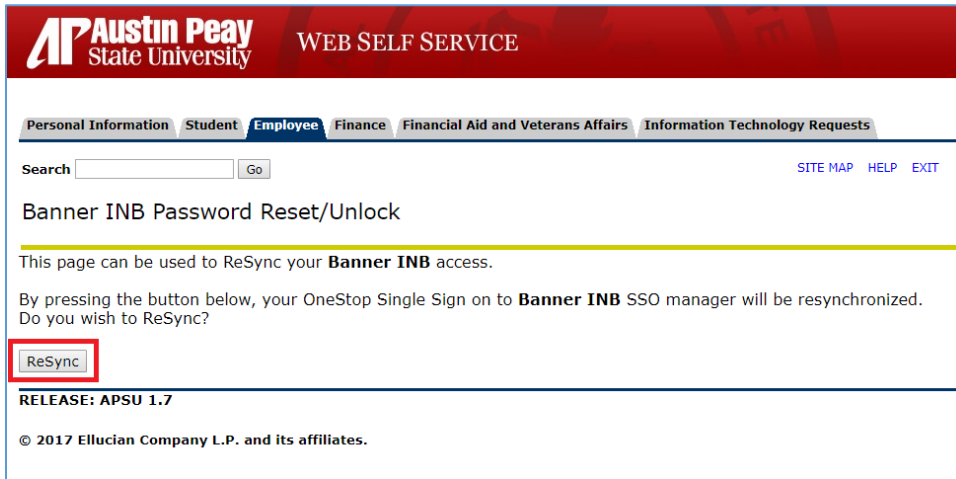 AP Austin Peay
State University
WEB SELF SERVICE
Personal Information Student Employee Finance Financial Aid and Veterans Affairs Information Technology Requests
Search Go SITE MAP HELP EXIT
Banner INB Password Reset/Unlock
This page can be used to ReSync your Banner INB access.
By pressing the button below, your OneStop Single Sign on to Banner INB SSO manager will be resynchronized.
Do you wish to ReSync?
ReSync
RELEASE: APSU 1.7
© 2017 Ellucian Company L.P. and its affiliates.